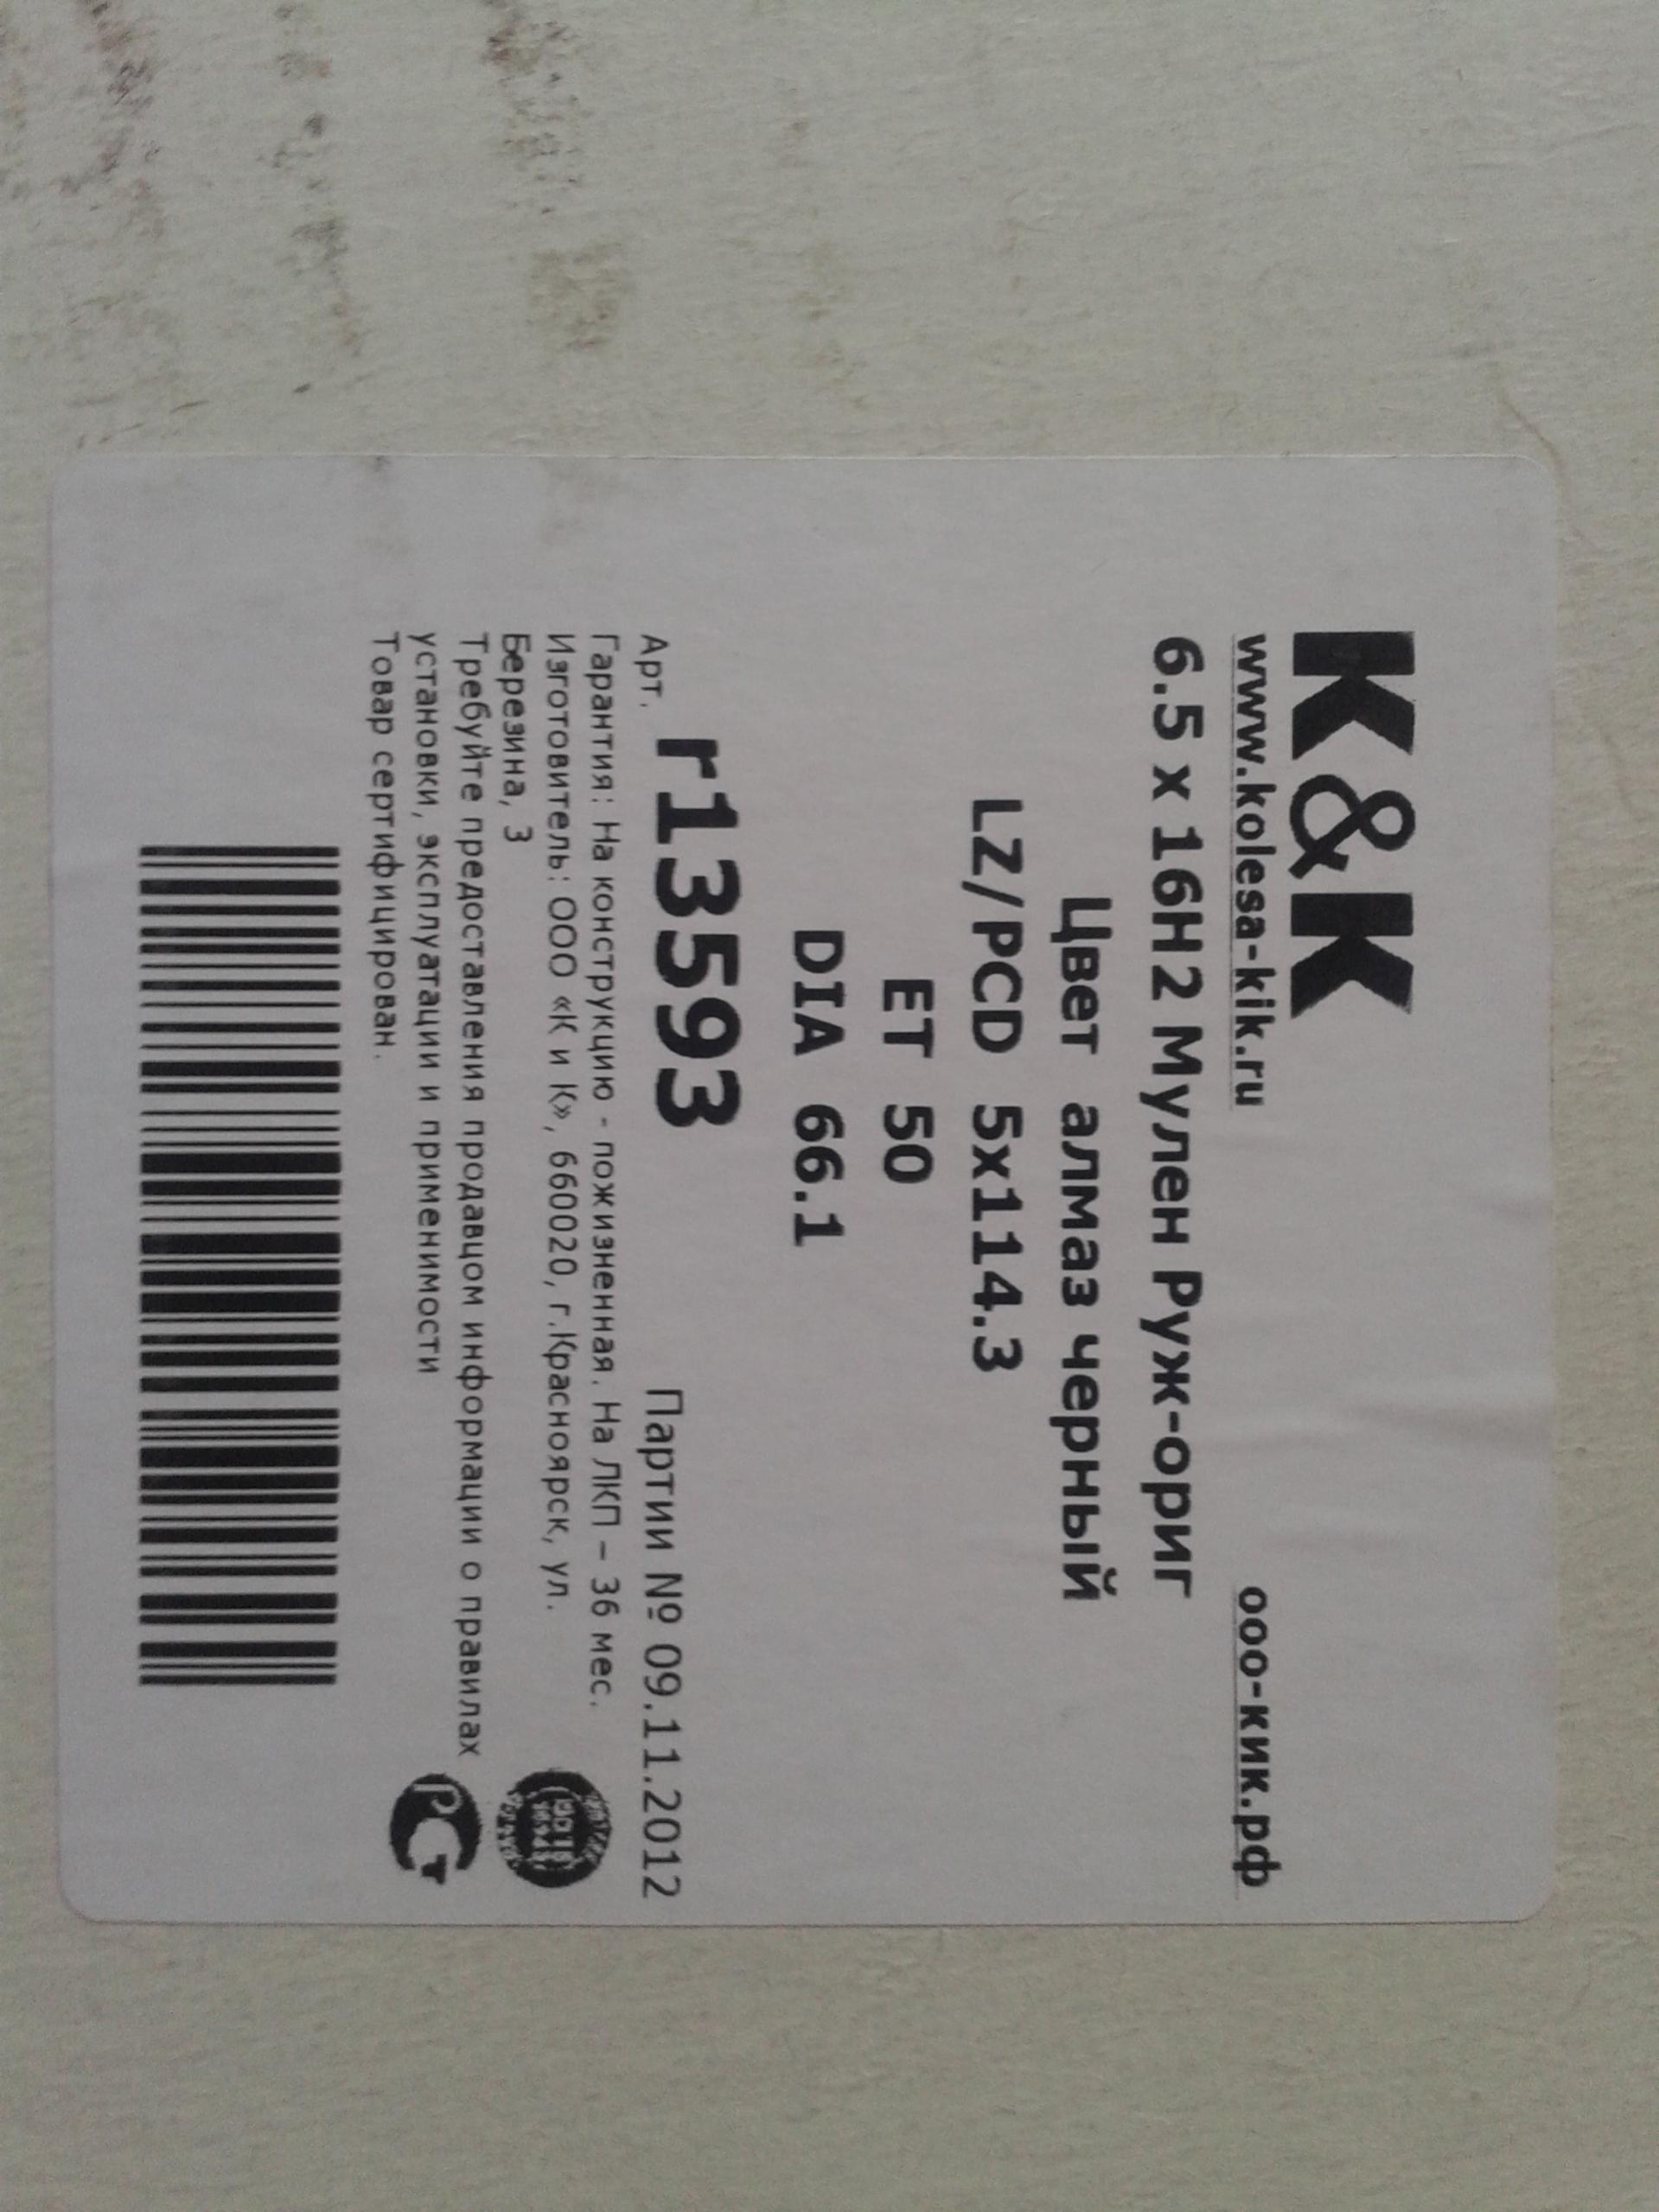 K&K
www.kolesa-kik.ru ооо-кик.рф
6.5 x 16H2 Мулен Руж-ориг
Цвет алмаз черный
LZ/PCD 5x114.3
ET 50
DIA 66.1
Арт. r13593 Партии № 09.11.2012
Гарантия: На конструкцию - пожизненная. На ЛКП – 36 мес.
Изготовитель: ООО «К и К», 660020, г.Красноярск, ул.
Березина, 3
Требуйте предоставления продавцом информации о правилах
установки, эксплуатации и применимости
Товар сертифицирован.
РСТ